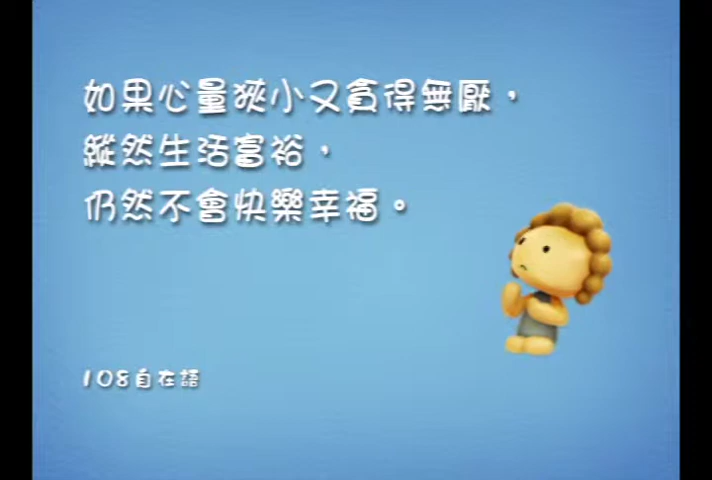 如果心量狹小又貪得無厭，
縱然生活富裕，
仍然不會快樂幸福。
108自在語